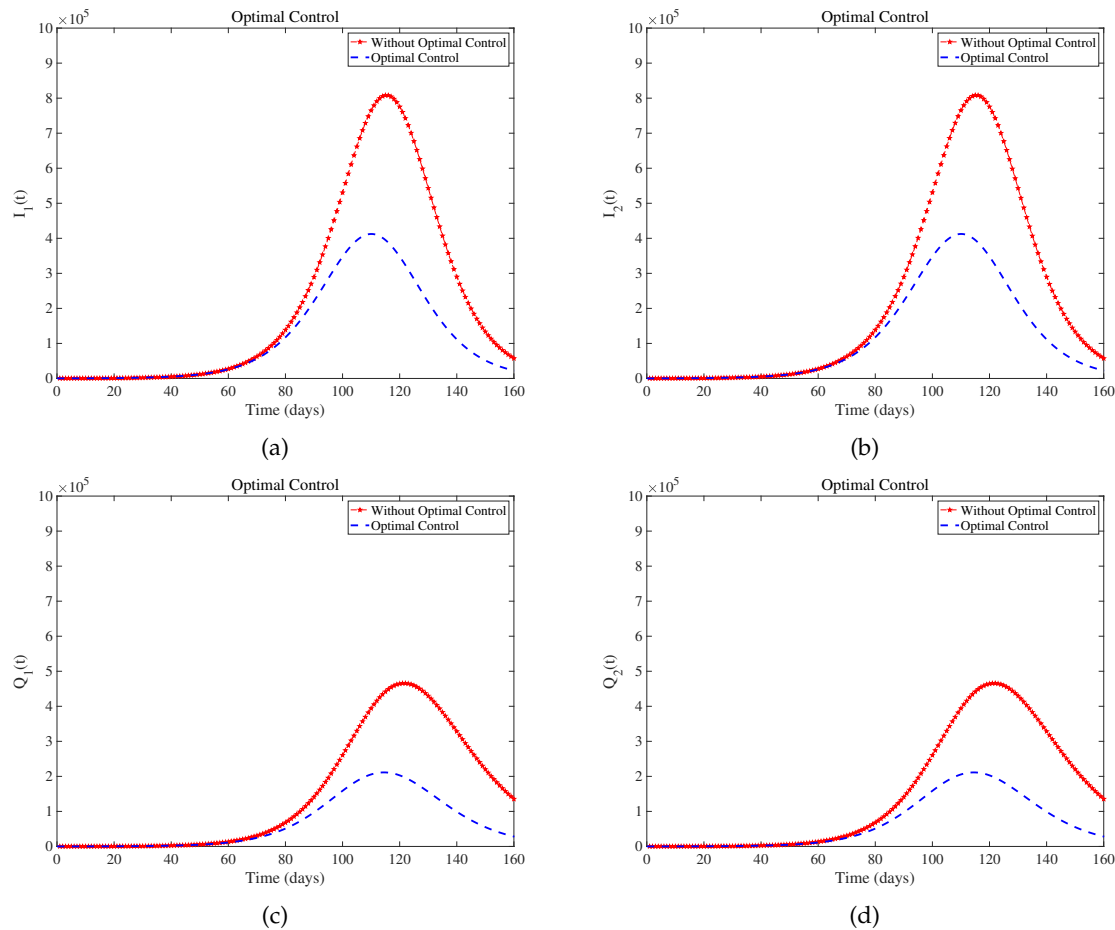 Optimal Control
×10^5
Without Optimal Control
Optimal Control
10
9
8
7
6
5
4
3
2
1
0
I_1(t)
0 20 40 60 80 100 120 140 160
Time (days)
(a)
Optimal Control
×10^5
Without Optimal Control
Optimal Control
10
9
8
7
6
5
4
3
2
1
0
I_2(t)
0 20 40 60 80 100 120 140 160
Time (days)
(b)
Optimal Control
×10^5
Without Optimal Control
Optimal Control
10
9
8
7
6
5
4
3
2
1
0
Q_1(t)
0 20 40 60 80 100 120 140 160
Time (days)
(c)
Optimal Control
×10^5
Without Optimal Control
Optimal Control
10
9
8
7
6
5
4
3
2
1
0
Q_2(t)
0 20 40 60 80 100 120 140 160
Time (days)
(d)